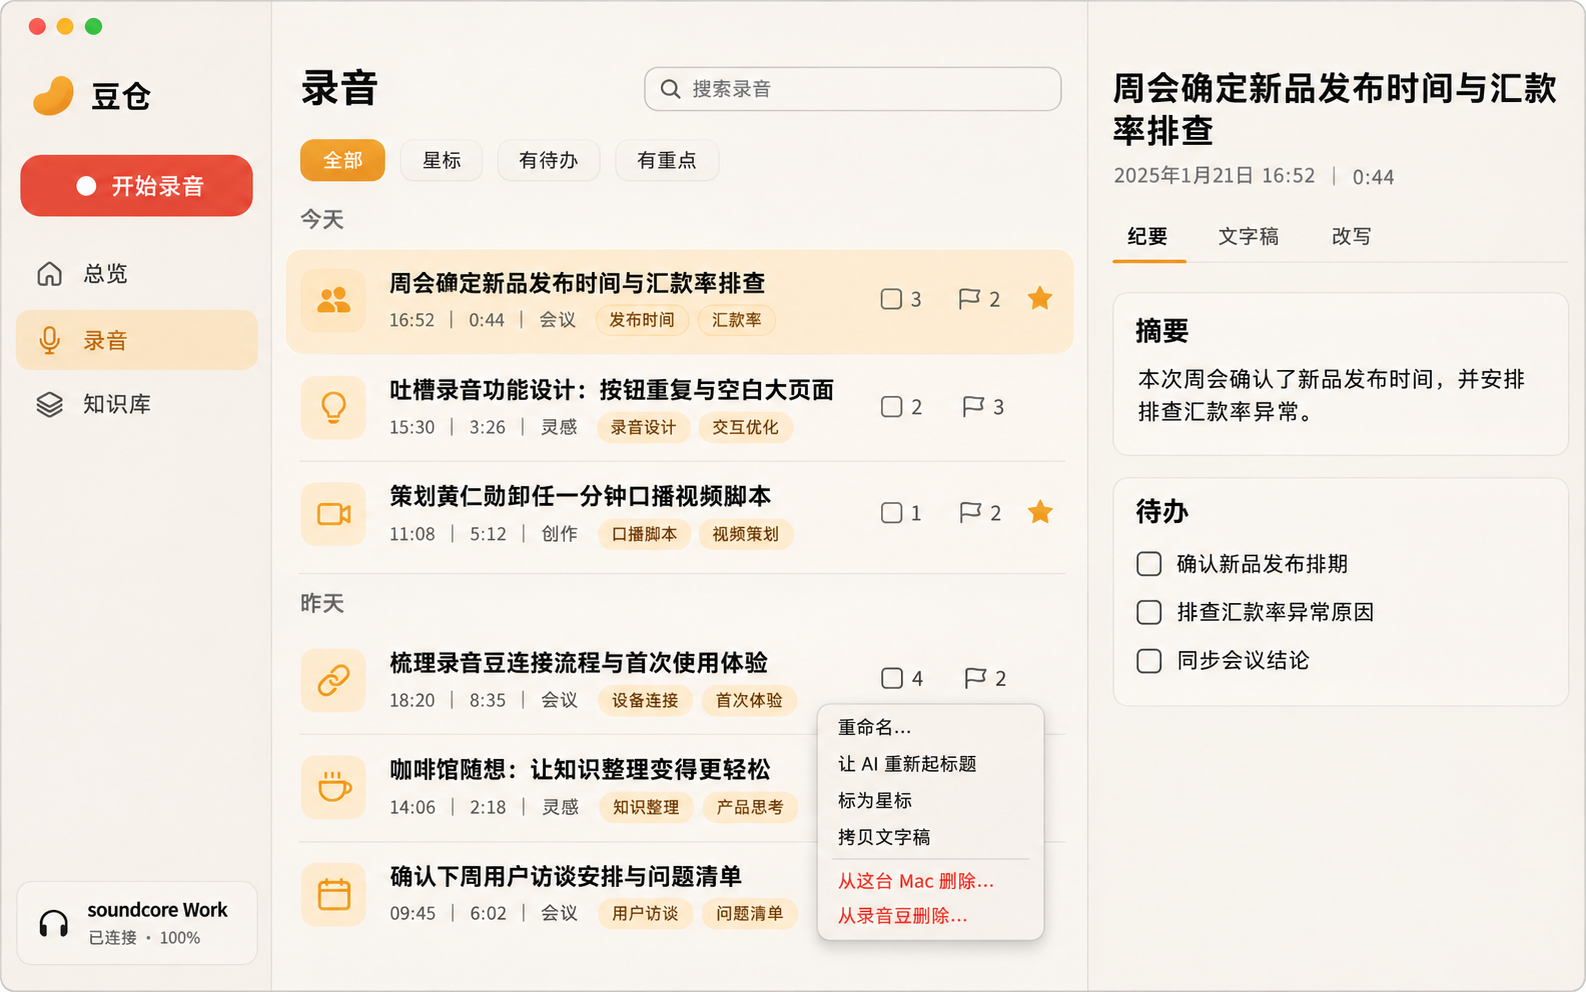 豆仓
开始录音
总览
录音
知识库
soundcore Work
已连接 · 100%
录音
搜索录音
全部 星标 有待办 有重点
今天
周会确定新品发布时间与汇款率排查
16:52 | 0:44 | 会议 发布时间 汇款率
3 2
吐槽录音功能设计：按钮重复与空白大页面
15:30 | 3:26 | 灵感 录音设计 交互优化
2 3
策划黄仁勋卸任一分钟口播视频脚本
11:08 | 5:12 | 创作 口播脚本 视频策划
1 2
昨天
梳理录音豆连接流程与首次使用体验
18:20 | 8:35 | 会议 设备连接 首次体验
4 2
咖啡馆随想：让知识整理变得更轻松
14:06 | 2:18 | 灵感 知识整理 产品思考
确认下周用户访谈安排与问题清单
09:45 | 6:02 | 会议 用户访谈 问题清单
重命名...
让 AI 重新起标题
标为星标
拷贝文字稿
从这台 Mac 删除...
从录音豆删除...
周会确定新品发布时间与汇款
率排查
2025年1月21日 16:52 | 0:44
纪要 文字稿 改写
摘要
本次周会确认了新品发布时间，并安排
排查汇款率异常。
待办
确认新品发布排期
排查汇款率异常原因
同步会议结论